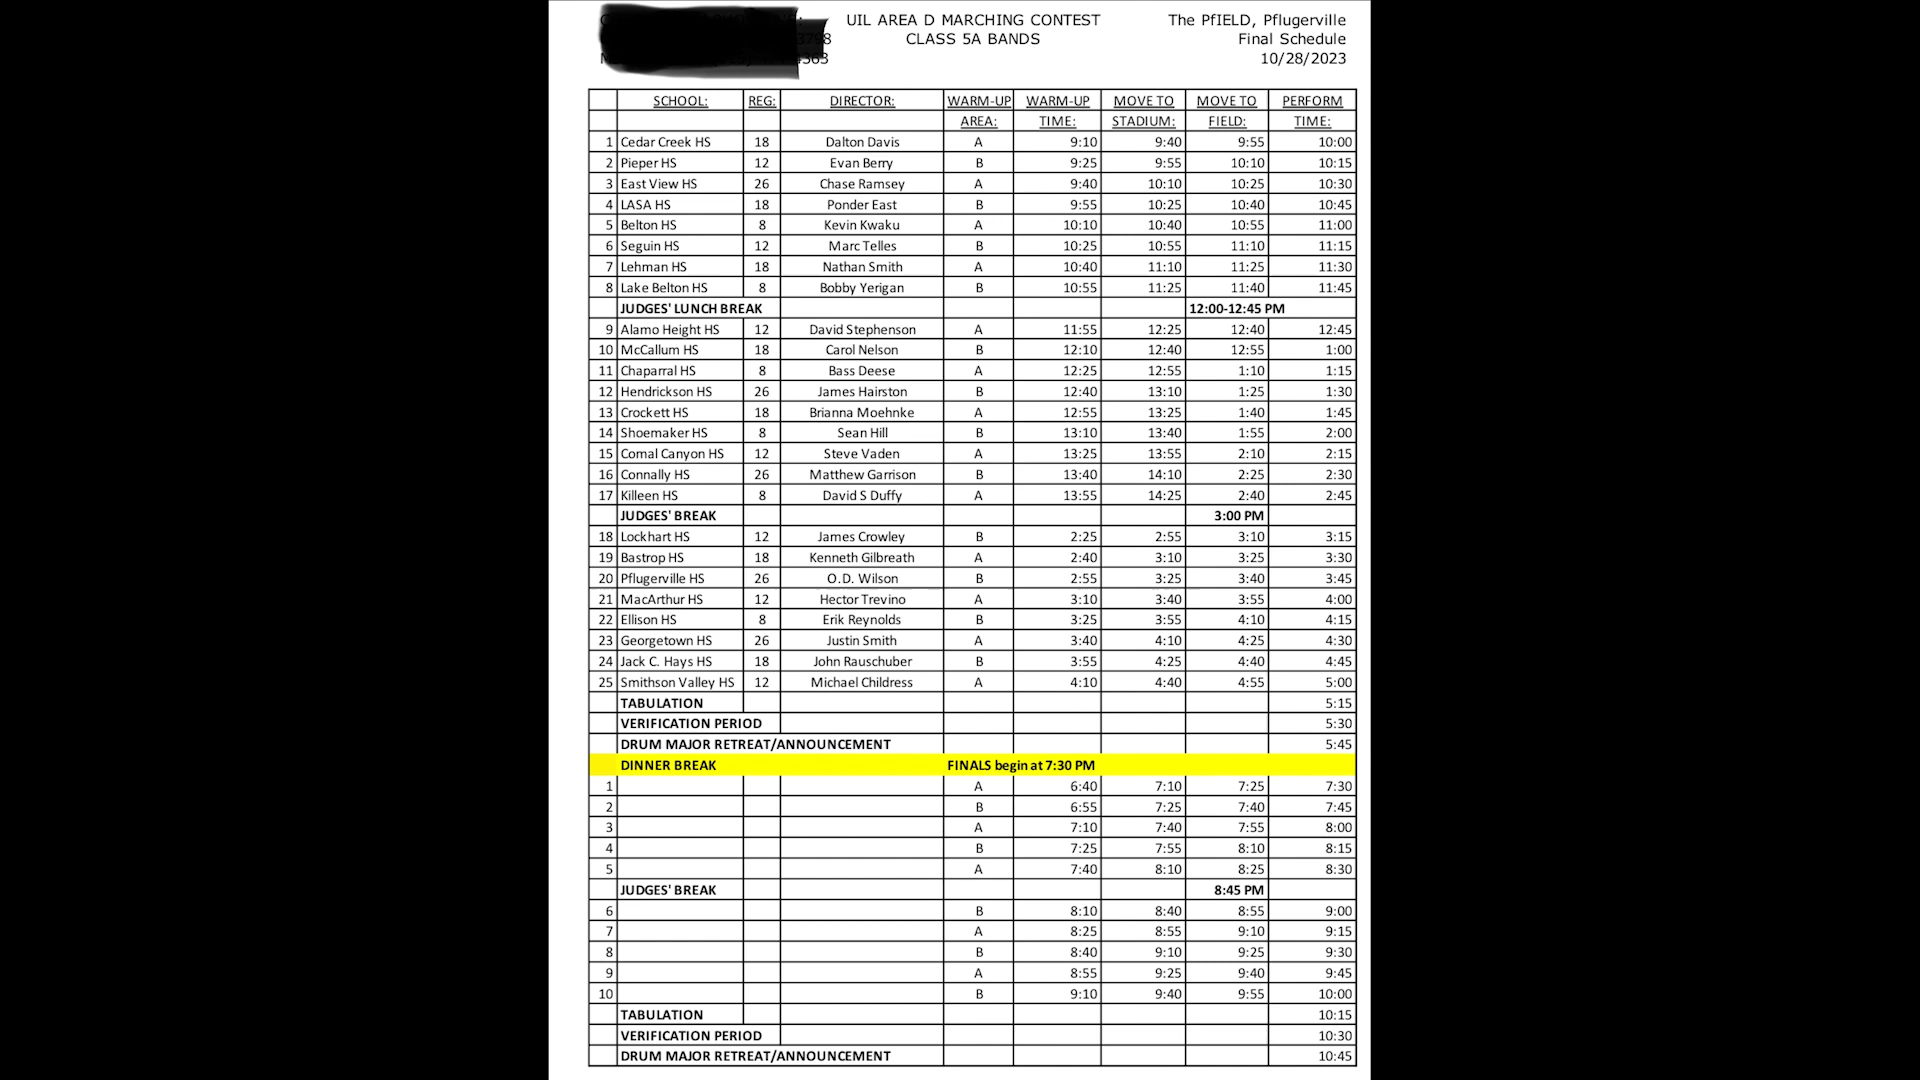 UIL AREA D MARCHING CONTEST The PfIELD, Pflugerville
CLASS 5A BANDS Final Schedule
10/28/2023
SCHOOL: REG: DIRECTOR: WARM-UP WARM-UP MOVE TO MOVE TO PERFORM
AREA: TIME: STADIUM: FIELD: TIME:
1 Cedar Creek HS 18 Dalton Davis A 9:10 9:40 9:55 10:00
2 Pieper HS 12 Evan Berry B 9:25 9:55 10:10 10:15
3 East View HS 26 Chase Ramsey A 9:40 10:10 10:25 10:30
4 LASA HS 18 Ponder East B 9:55 10:25 10:40 10:45
5 Belton HS 8 Kevin Kwaku A 10:10 10:40 10:55 11:00
6 Seguin HS 12 Marc Telles B 10:25 10:55 11:10 11:15
7 Lehman HS 18 Nathan Smith A 10:40 11:10 11:25 11:30
8 Lake Belton HS 8 Bobby Yerigan B 10:55 11:25 11:40 11:45
JUDGES' LUNCH BREAK 12:00-12:45 PM
9 Alamo Height HS 12 David Stephenson A 11:55 12:25 12:40 12:45
10 McCallum HS 18 Carol Nelson B 12:10 12:40 12:55 1:00
11 Chaparral HS 8 Bass Deese A 12:25 12:55 1:10 1:15
12 Hendrickson HS 26 James Hairston B 12:40 13:10 1:25 1:30
13 Crockett HS 18 Brianna Moehnke A 12:55 13:25 1:40 1:45
14 Shoemaker HS 8 Sean Hill B 13:10 13:40 1:55 2:00
15 Comal Canyon HS 12 Steve Vaden A 13:25 13:55 2:10 2:15
16 Connally HS 26 Matthew Garrison B 13:40 14:10 2:25 2:30
17 Killeen HS 8 David S Duffy A 13:55 14:25 2:40 2:45
JUDGES' BREAK 3:00 PM
18 Lockhart HS 12 James Crowley B 2:25 2:55 3:10 3:15
19 Bastrop HS 18 Kenneth Gilbreath A 2:40 3:10 3:25 3:30
20 Pflugerville HS 26 O.D. Wilson B 2:55 3:25 3:40 3:45
21 MacArthur HS 12 Hector Trevino A 3:10 3:40 3:55 4:00
22 Ellison HS 8 Erik Reynolds B 3:25 3:55 4:10 4:15
23 Georgetown HS 26 Justin Smith A 3:40 4:10 4:25 4:30
24 Jack C. Hays HS 18 John Rauschuber B 3:55 4:25 4:40 4:45
25 Smithson Valley HS 12 Michael Childress A 4:10 4:40 4:55 5:00
TABULATION 5:15
VERIFICATION PERIOD 5:30
DRUM MAJOR RETREAT/ANNOUNCEMENT 5:45
DINNER BREAK FINALS begin at 7:30 PM
1 A 6:40 7:10 7:25 7:30
2 B 6:55 7:25 7:40 7:45
3 A 7:10 7:40 7:55 8:00
4 B 7:25 7:55 8:10 8:15
5 A 7:40 8:10 8:25 8:30
JUDGES' BREAK 8:45 PM
6 B 8:10 8:40 8:55 9:00
7 A 8:25 8:55 9:10 9:15
8 B 8:40 9:10 9:25 9:30
9 A 8:55 9:25 9:40 9:45
10 B 9:10 9:40 9:55 10:00
TABULATION 10:15
VERIFICATION PERIOD 10:30
DRUM MAJOR RETREAT/ANNOUNCEMENT 10:45